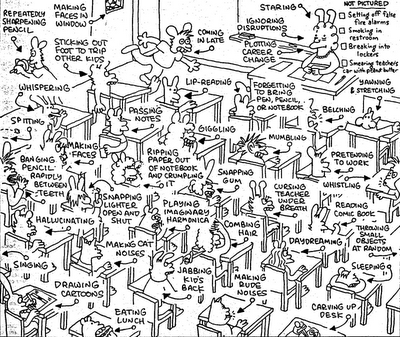 REPEATEDLY
SHARPENING
PENCIL
MAKING
FACES IN
WINDOW
STICKING OUT
FOOT TO TRIP
OTHER KIDS
COMING
IN LATE
STARING
IGNORING
DISRUPTIONS
PLOTTING
CAREER
CHANGE
NOT PICTURED
Setting off false
fire alarms
Smoking in
restroom
Breaking into
lockers
Smearing teacher's
car with peanut butter
WHISPERING
LIP-READING
FORGETTING
TO BRING
PEN, PENCIL,
OR NOTEBOOK
YAWNING
& STRETCHING
SPITTING
PASSING
NOTES
BELCHING
GIGGLING
MAKING
FACES
MUMBLING
BANGING
PENCIL
RAPIDLY
BETWEEN
TEETH
RIPPING
PAPER OUT
OF NOTEBOOK
AND CRUMPLING
IT
SNAPPING
GUM
PRETENDING
TO WORK
SNAPPING
LIGHTER
OPEN AND
SHUT
CURSING
TEACHER
UNDER
BREATH
WHISTLING
HALLUCINATING
PLAYING
IMAGINARY
HARMONICA
READING
COMIC BOOK
COMBING
HAIR
THROWING
SMALL
OBJECTS
AT RANDOM
MAKING CAT
NOISES
DAYDREAMING
SINGING
JABBING
KID'S
BACK
SLEEPING
DRAWING
CARTOONS
MAKING
RUDE
NOISES
EATING
LUNCH
CARVING UP
DESK